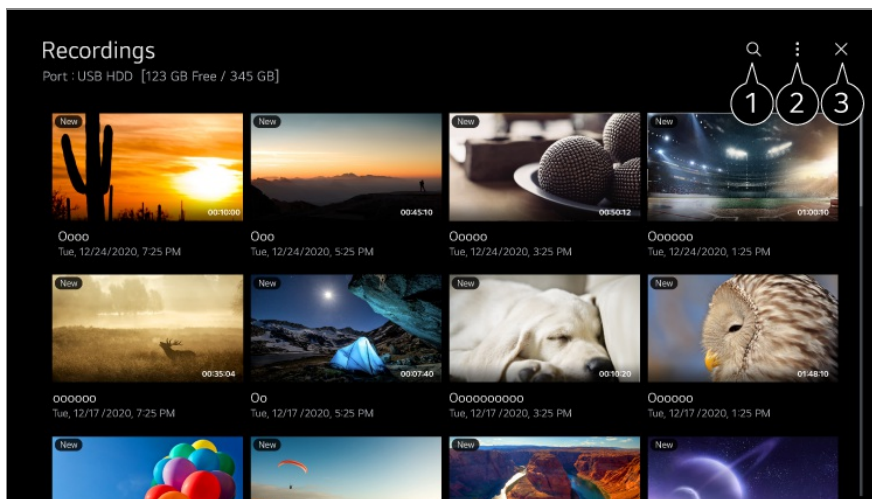 Recordings
Port : USB HDD [123 GB Free / 345 GB]
1 2 3
New New New New
00:10:00 00:45:10 00:50:12 01:00:10
Oooo Ooo Ooooo Oooooo
Tue, 12/24/2020, 7:25 PM Tue, 12/24/2020, 5:25 PM Tue, 12/24/2020, 3:25 PM Tue, 12/24/2020, 1:25 PM
New New New New
00:35:04 00:07:40 00:10:20 01:48:10
oooooo Oo Oooooooooo Oooooo
Tue, 12/17 /2020, 7:25 PM Tue, 12/17 /2020, 5:25 PM Tue, 12/17 /2020, 3:25 PM Tue, 12/17 /2020, 1:25 PM
New New New New